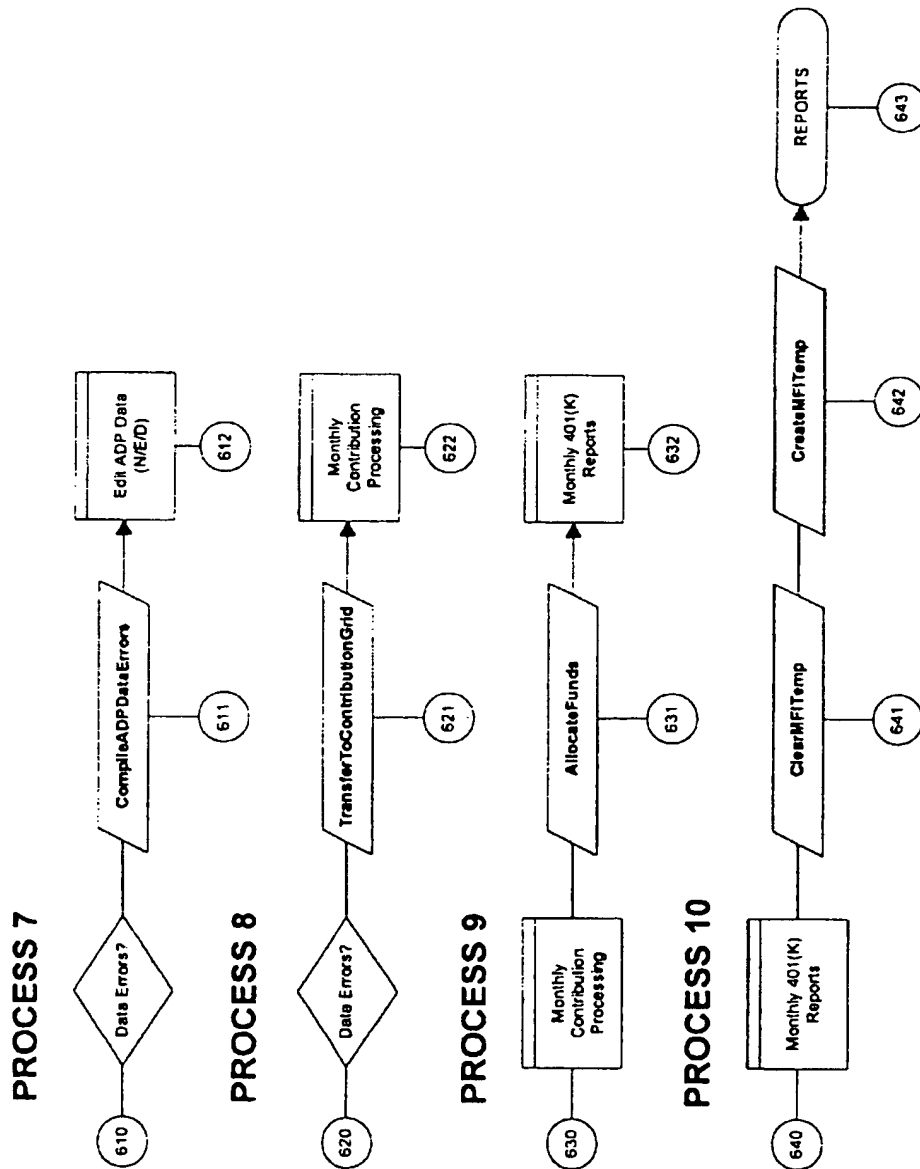 PROCESS 7
610
Data Errors?
CompileADPDataErrors
611
Edit ADP Data
(N/E/D)
612
PROCESS 8
620
Data Errors?
TransferToContributionGrid
621
Monthly
Contribution
Processing
622
PROCESS 9
630
Monthly
Contribution
Processing
AllocateFunds
631
Monthly 401(K)
Reports
632
PROCESS 10
640
Monthly 401(K)
Reports
ClearMFITemp
641
CreateMFITemp
642
REPORTS
643